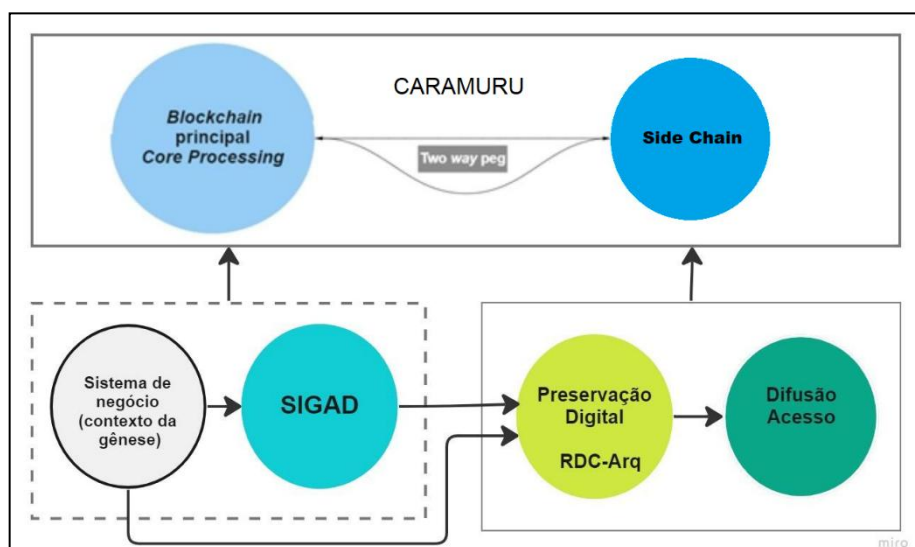 CARAMURU
Blockchain
principal
Core Processing
Two way peg
Side Chain
Sistema de
negócio
(contexto da
gênese)
SIGAD
Preservação
Digital
RDC-Arq
Difusão
Acesso
miro